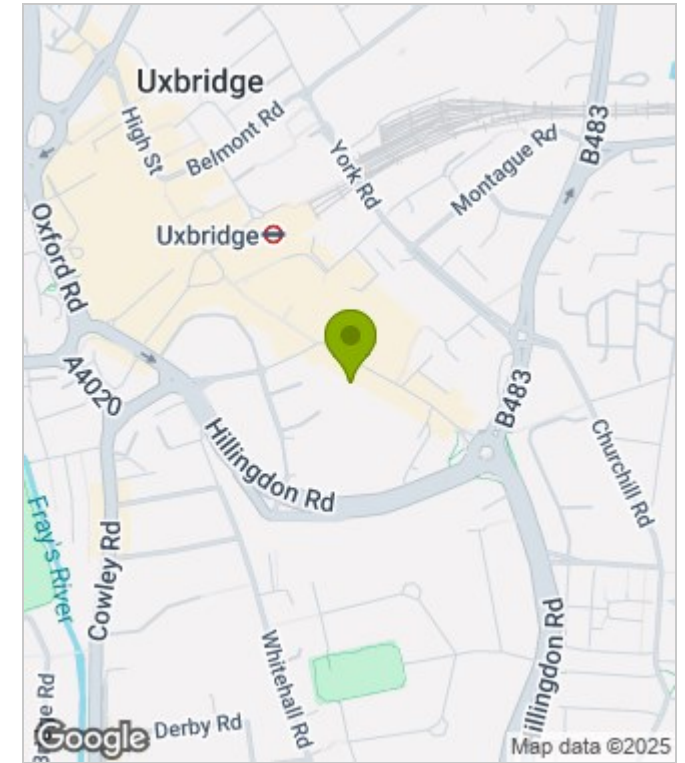 Uxbridge
High St
Belmont Rd
York Rd
Montague Rd
B483
Oxford Rd
Uxbridge
A4020
Hillingdon Rd
B483
Churchill Rd
Fray's River
Cowley Rd
Whitehall Rd
Hillingdon Rd
Derby Rd
Rd
Google
Map data ©2025